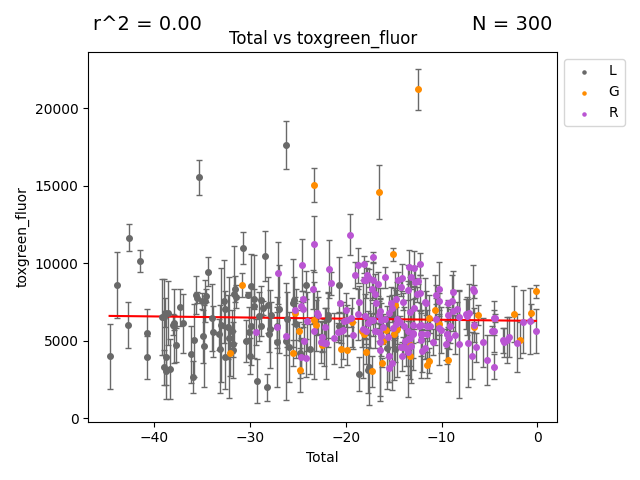 r^2 = 0.00
N = 300
Total vs toxgreen_fluor
L
G
R
toxgreen_fluor
20000
15000
10000
5000
0
−40
−30
−20
−10
0
Total